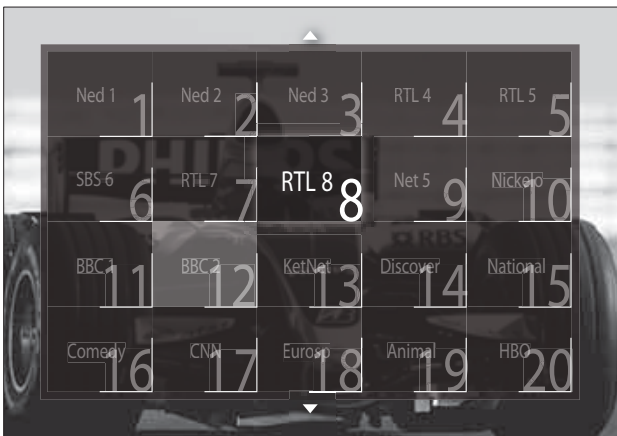 Ned 1 1 Ned 2 2 Ned 3 3 RTL 4 4 RTL 5 5
PHILIPS
SBS 6 6 RTL 7 7 RTL 8 8 Net 5 9 Nickelo 10
RBS
BBC 1 11 BBC 2 12 KetNet 13 Discover 14 National 15
Comedy 16 CNN 17 Eurosp 18 Animal 19 HBO 20